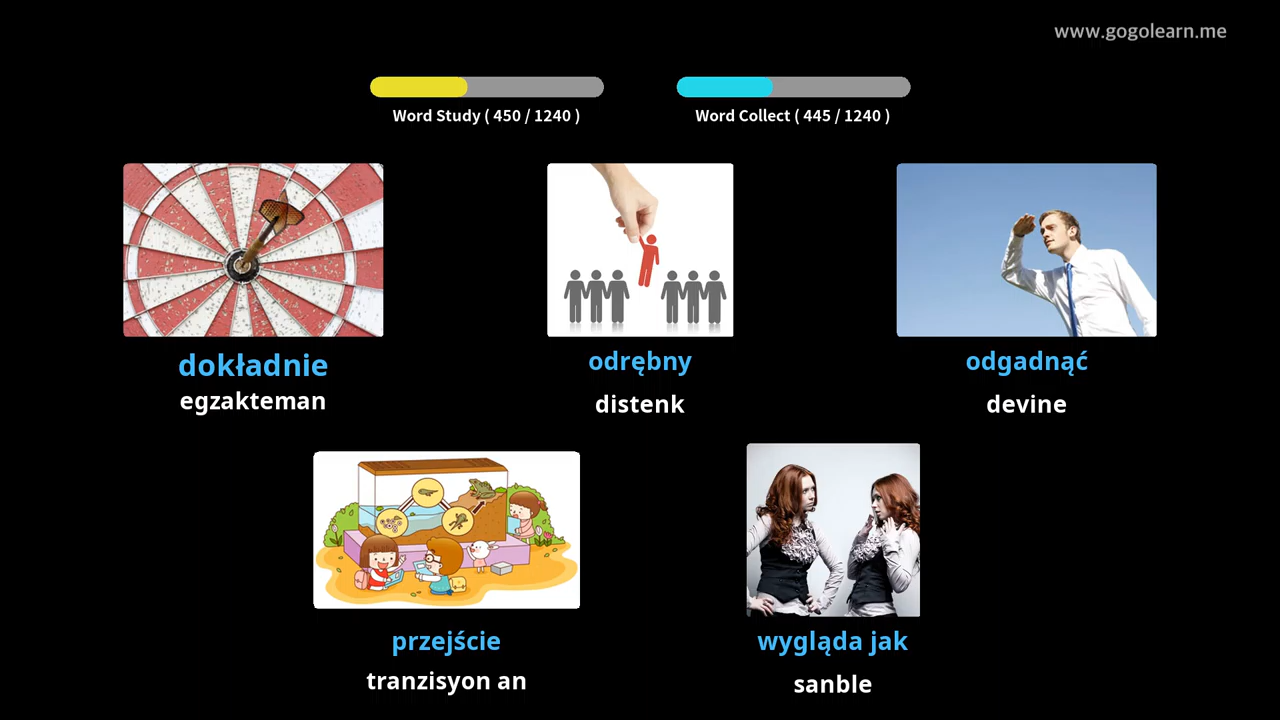 www.gogolearn.me
Word Study ( 450 / 1240 )
Word Collect ( 445 / 1240 )
dokładnie
egzakteman
odrębny
distenk
odgadnąć
devine
przejście
tranzisyon an
wygląda jak
sanble